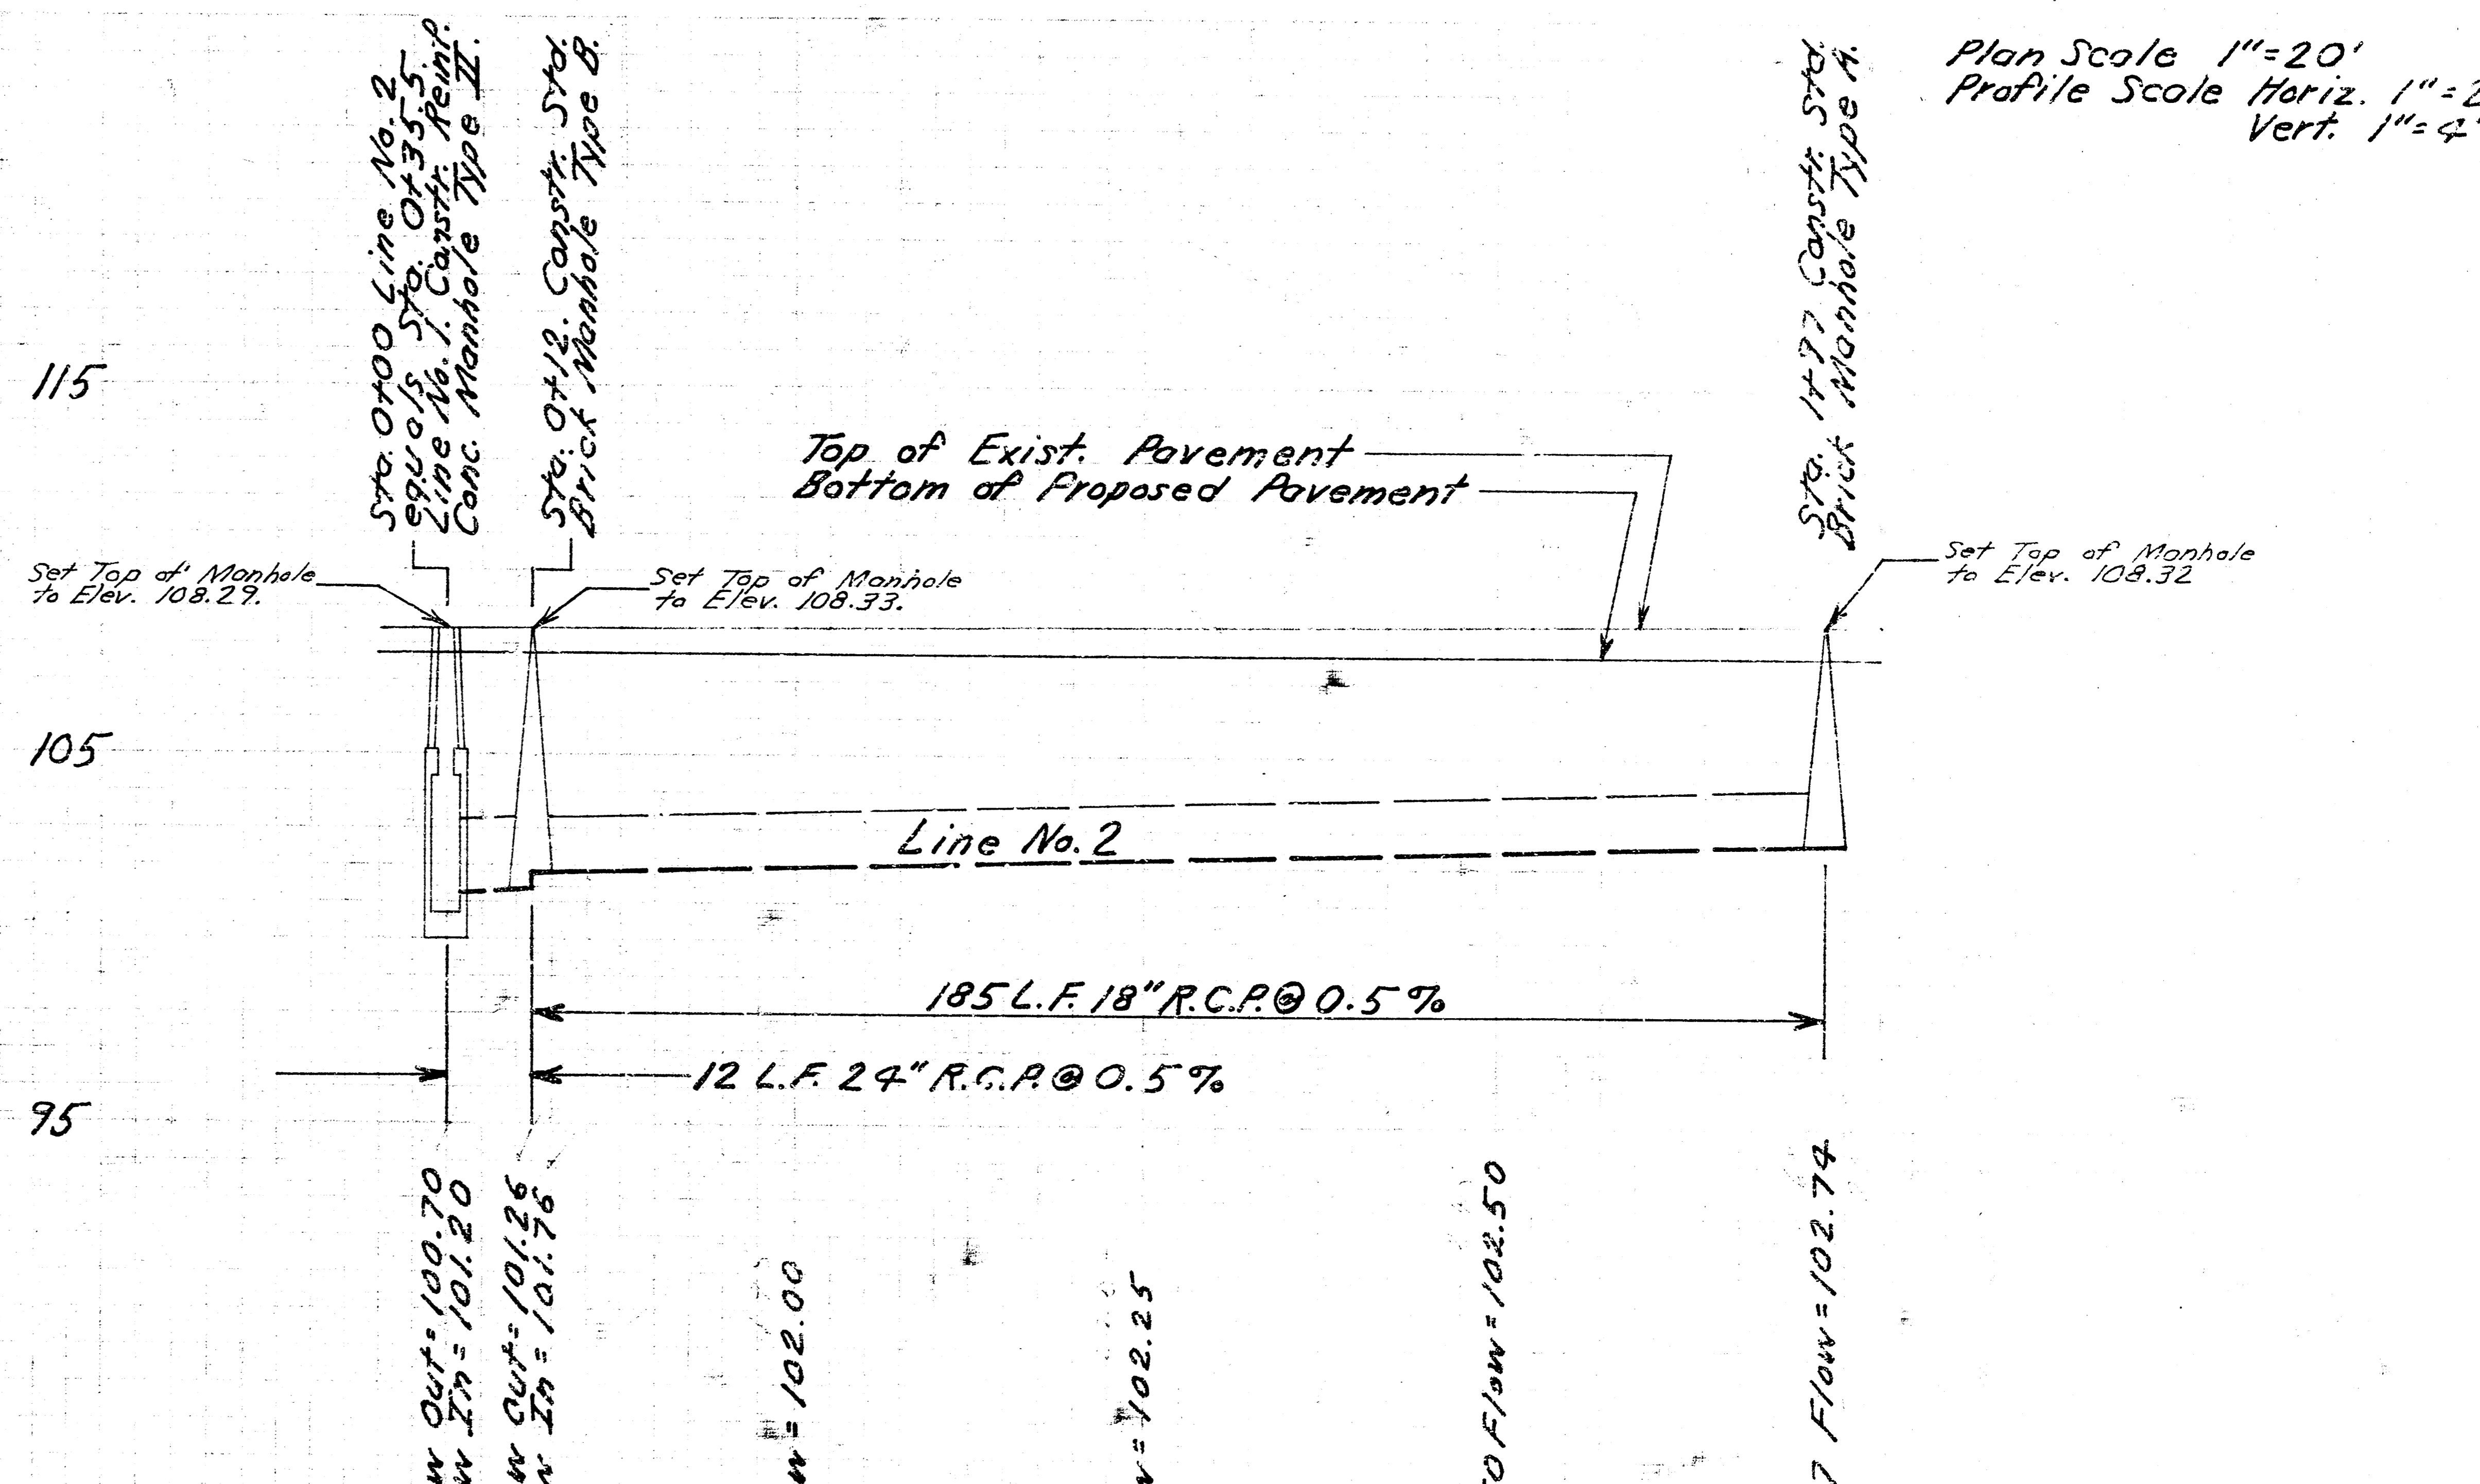 Sta. 0+00 Line No. 2
equals Sta. 0+35.5
Line No. 1. Constr. Reinf.
Conc. Manhole Type II.
Sta. 0+12. Constr. Std.
Brick Manhole Type B.
Sta. 1+97 Constr. Std.
Brick Manhole Type A.
Plan Scale 1"=20'
Profile Scale Horiz. 1"=2
Vert. 1"=4'
115
Top of Exist. Pavement
Bottom of Proposed Pavement
Set Top of Manhole
to Elev. 108.29.
Set Top of Manhole
to Elev. 108.33.
Set Top of Manhole
to Elev. 108.32
105
Line No. 2
185 L.F. 18" R.C.P. @ 0.5%
12 L.F. 24" R.C.P. @ 0.5%
95
w Out= 100.70
w In = 101.20
w Out= 101.26
w In = 101.76
w = 102.00
w = 102.25
0 Flow = 102.50
7 Flow = 102.74